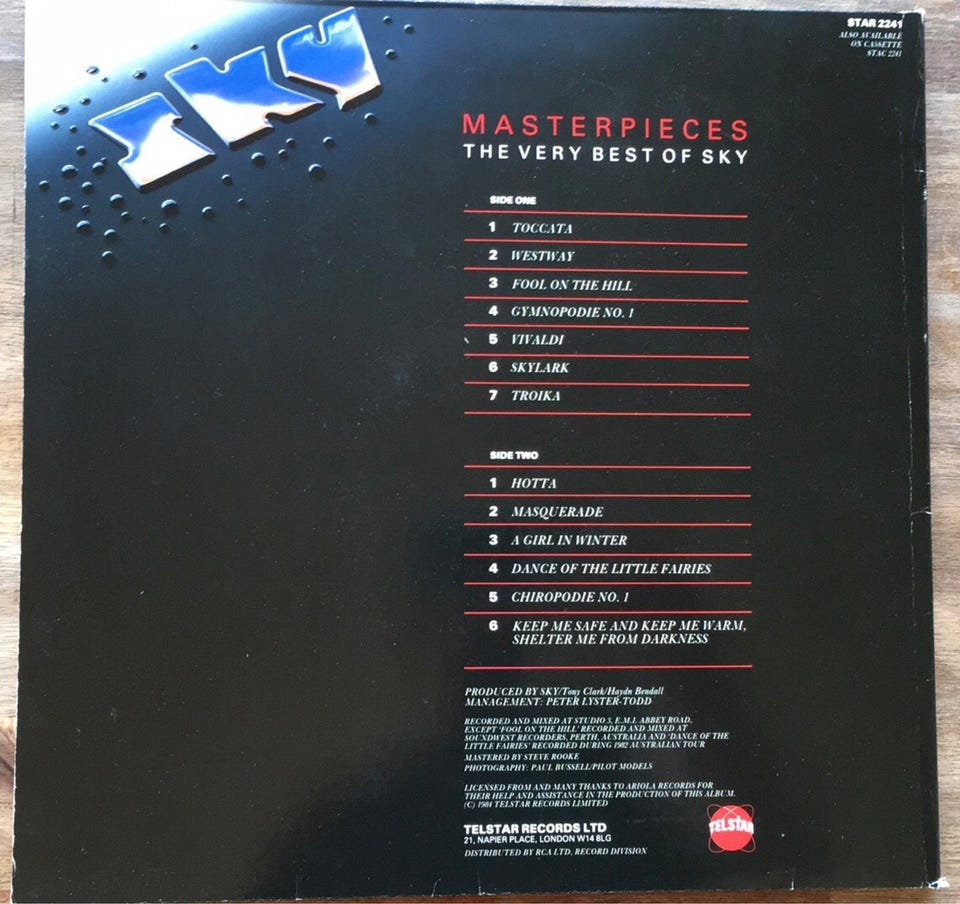 SKY
STAR 2241
ALSO AVAILABLE
ON CASSETTE
STAC 2241
MASTERPIECES
THE VERY BEST OF SKY
SIDE ONE
1 TOCCATA
2 WESTWAY
3 FOOL ON THE HILL
4 GYMNOPODIE NO. 1
5 VIVALDI
6 SKYLARK
7 TROIKA
SIDE TWO
1 HOTTA
2 MASQUERADE
3 A GIRL IN WINTER
4 DANCE OF THE LITTLE FAIRIES
5 CHIROPODIE NO. 1
6 KEEP ME SAFE AND KEEP ME WARM,
SHELTER ME FROM DARKNESS
PRODUCED BY SKY/Tony Clark/Haydn Bendall
MANAGEMENT: PETER LYSTER-TODD
RECORDED AND MIXED AT STUDIO 3, E.M.I. ABBEY ROAD,
EXCEPT 'FOOL ON THE HILL' RECORDED AND MIXED AT
SOUNDWEST RECORDERS, PERTH, AUSTRALIA AND 'DANCE OF THE
LITTLE FAIRIES' RECORDED DURING 1982 AUSTRALIAN TOUR
MASTERED BY STEVE ROOKE
PHOTOGRAPHY: PAUL BUSSELL/PILOT MODELS
LICENSED FROM AND MANY THANKS TO ARIOLA RECORDS FOR
THEIR HELP AND ASSISTANCE IN THE PRODUCTION OF THIS ALBUM.
(C) 1984 TELSTAR RECORDS LIMITED
TELSTAR RECORDS LTD
21, NAPIER PLACE, LONDON W14 8LG
DISTRIBUTED BY RCA LTD, RECORD DIVISION
TELSTAR